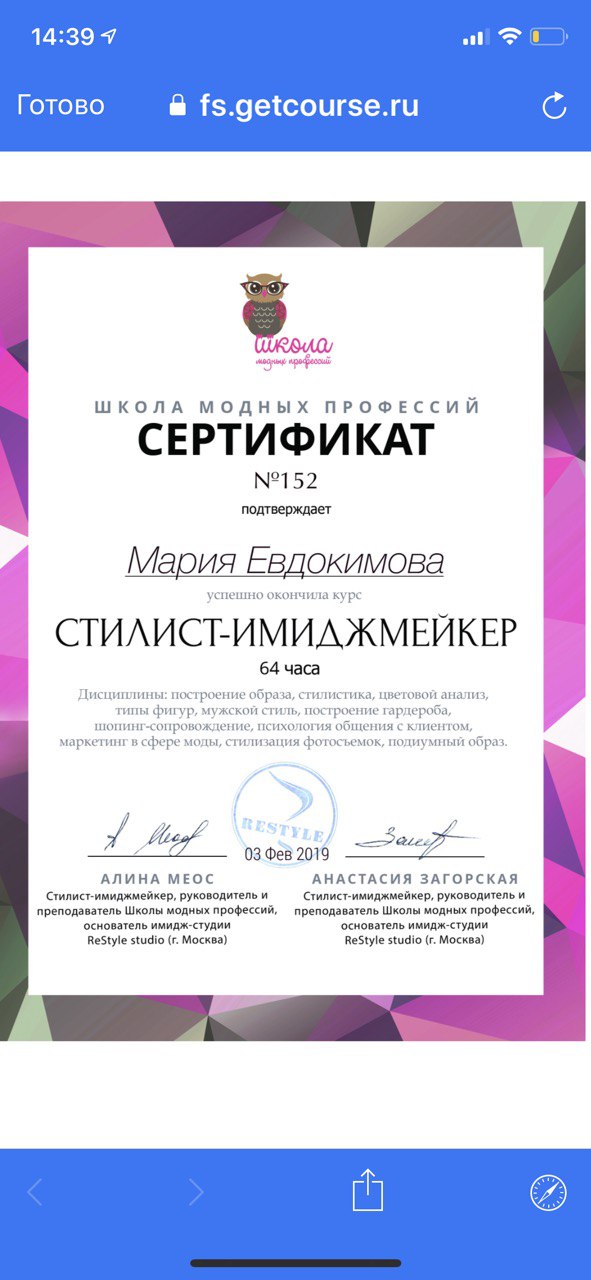 14:39
Готово
fs.getcourse.ru
школа
модных профессий
ШКОЛА МОДНЫХ ПРОФЕССИЙ
СЕРТИФИКАТ
№152
подтверждает
Мария Евдокимова
успешно окончила курс
СТИЛИСТ-ИМИДЖМЕЙКЕР
64 часа
Дисциплины: построение образа, стилистика, цветовой анализ,
типы фигур, мужской стиль, построение гардероба,
шопинг-сопровождение, психология общения с клиентом,
маркетинг в сфере моды, стилизация фотосъемок, подиумный образ.
RESTYLE
03 Фев 2019
АЛИНА МЕОС
Стилист-имиджмейкер, руководитель и
преподаватель Школы модных профессий,
основатель имидж-студии
ReStyle studio (г. Москва)
АНАСТАСИЯ ЗАГОРСКАЯ
Стилист-имиджмейкер, руководитель и
преподаватель Школы модных профессий,
основатель имидж-студии
ReStyle studio (г. Москва)